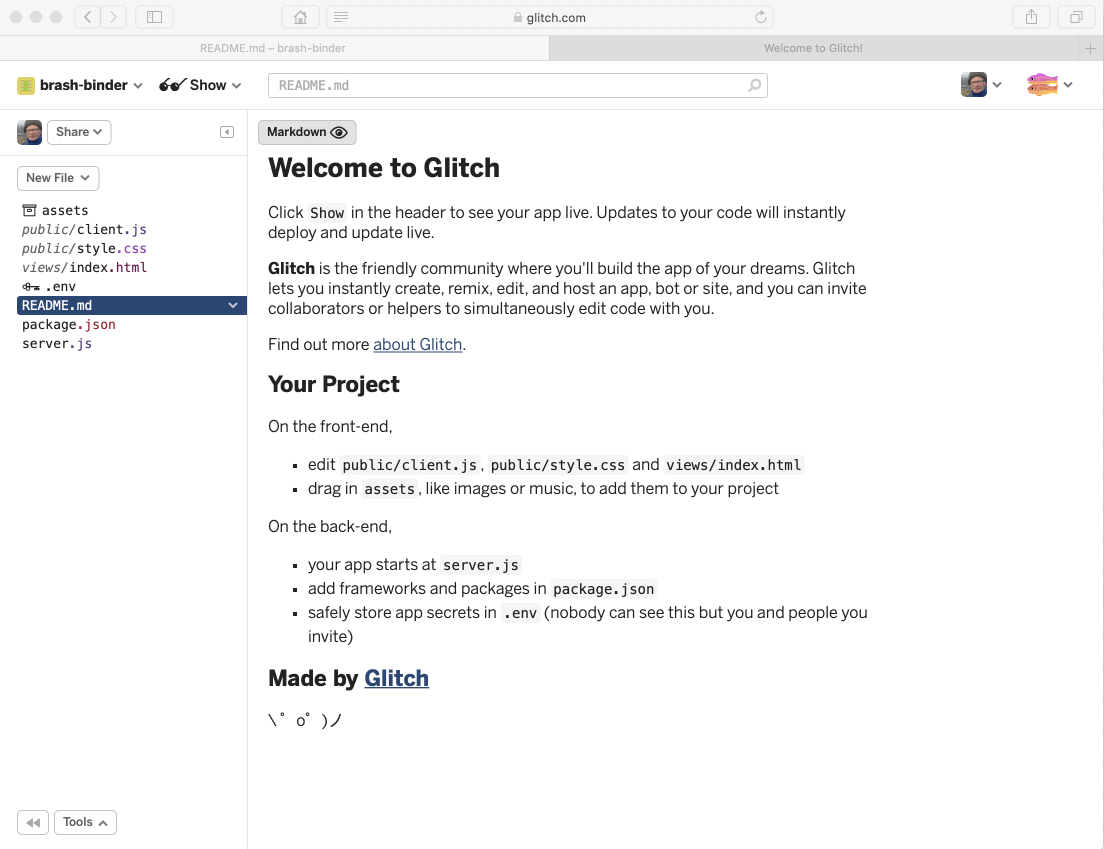 glitch.com
README.md – brash-binder
Welcome to Glitch!
brash-binder
Show
README.md
Share
New File
assets
public/client.js
public/style.css
views/index.html
.env
README.md
package.json
server.js
Tools
Markdown
Welcome to Glitch
Click Show in the header to see your app live. Updates to your code will instantly
deploy and update live.
Glitch is the friendly community where you'll build the app of your dreams. Glitch
lets you instantly create, remix, edit, and host an app, bot or site, and you can invite
collaborators or helpers to simultaneously edit code with you.
Find out more about Glitch.
Your Project
On the front-end,
edit public/client.js, public/style.css and views/index.html
drag in assets, like images or music, to add them to your project
On the back-end,
your app starts at server.js
add frameworks and packages in package.json
safely store app secrets in .env (nobody can see this but you and people you
invite)
Made by Glitch
\ ゜o゜)ノ